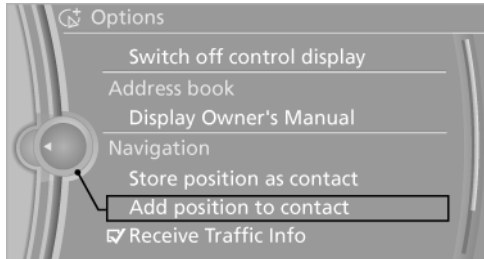 Options
Switch off control display
Address book
Display Owner's Manual
Navigation
Store position as contact
Add position to contact
Receive Traffic Info